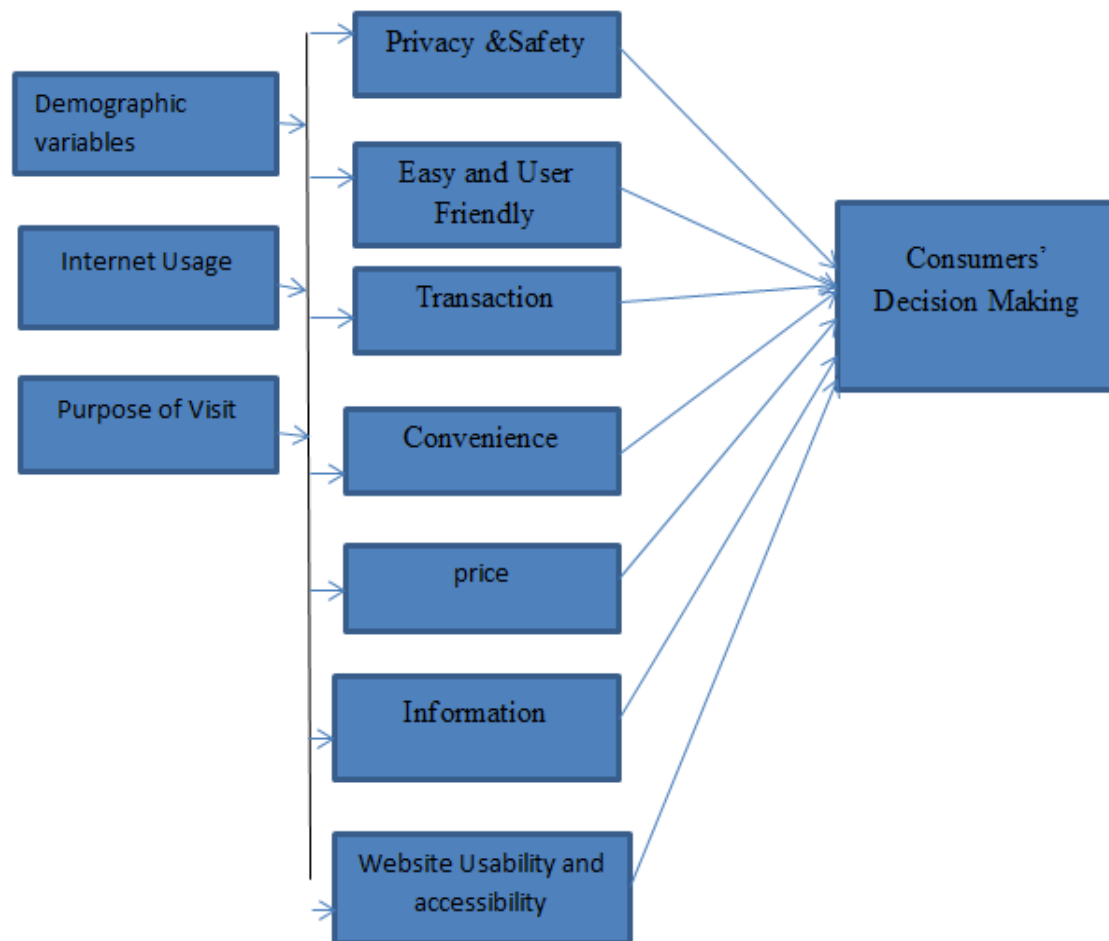 Demographic
variables
Internet Usage
Purpose of Visit
Privacy &Safety
Easy and User
Friendly
Transaction
Convenience
price
Information
Website Usability and
accessibility
Consumers’
Decision Making